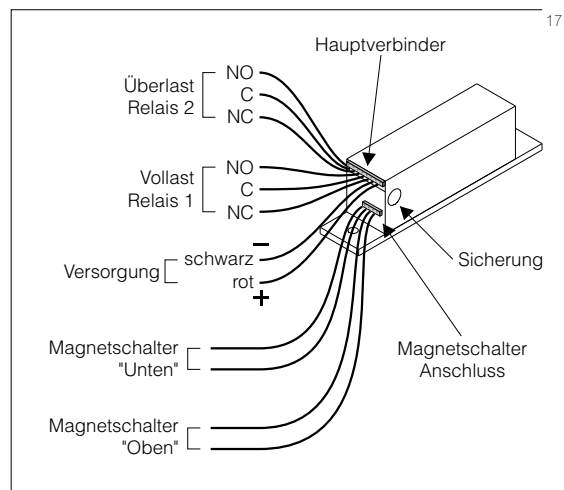 17
Hauptverbinder
Überlast
Relais 2
NO
C
NC
Vollast
Relais 1
NO
C
NC
Versorgung
schwarz
−
rot
+
Sicherung
Magnetschalter
Anschluss
Magnetschalter
"Unten"
Magnetschalter
"Oben"